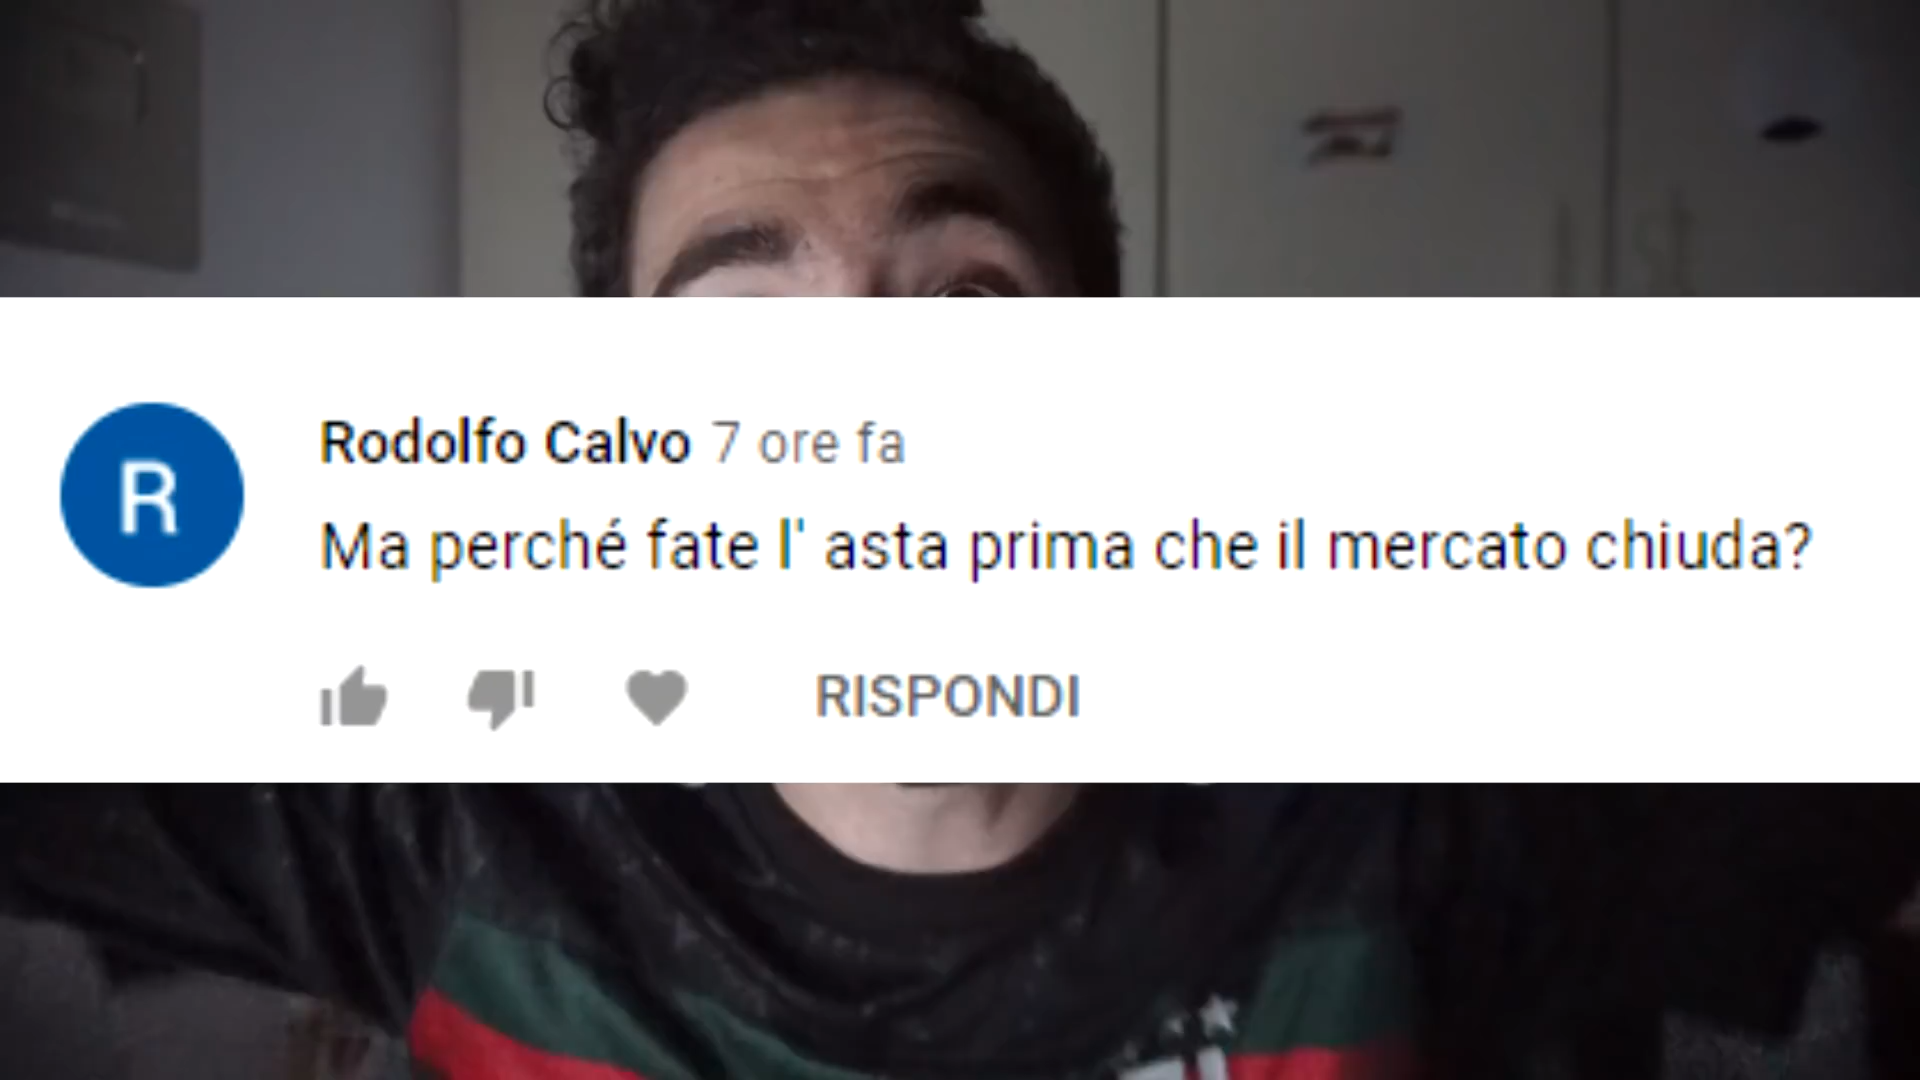 R
Rodolfo Calvo 7 ore fa
Ma perché fate l' asta prima che il mercato chiuda?
RISPONDI